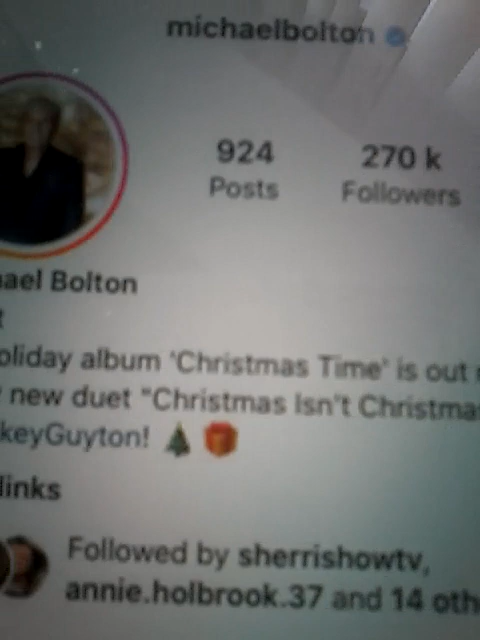 michaelbolton
924 270 k
Posts Followers
ael Bolton
t
oliday album 'Christmas Time' is out
new duet "Christmas Isn't Christma
keyGuyton! 🎄 🎁
links
Followed by sherrishowtv,
annie.holbrook.37 and 14 oth